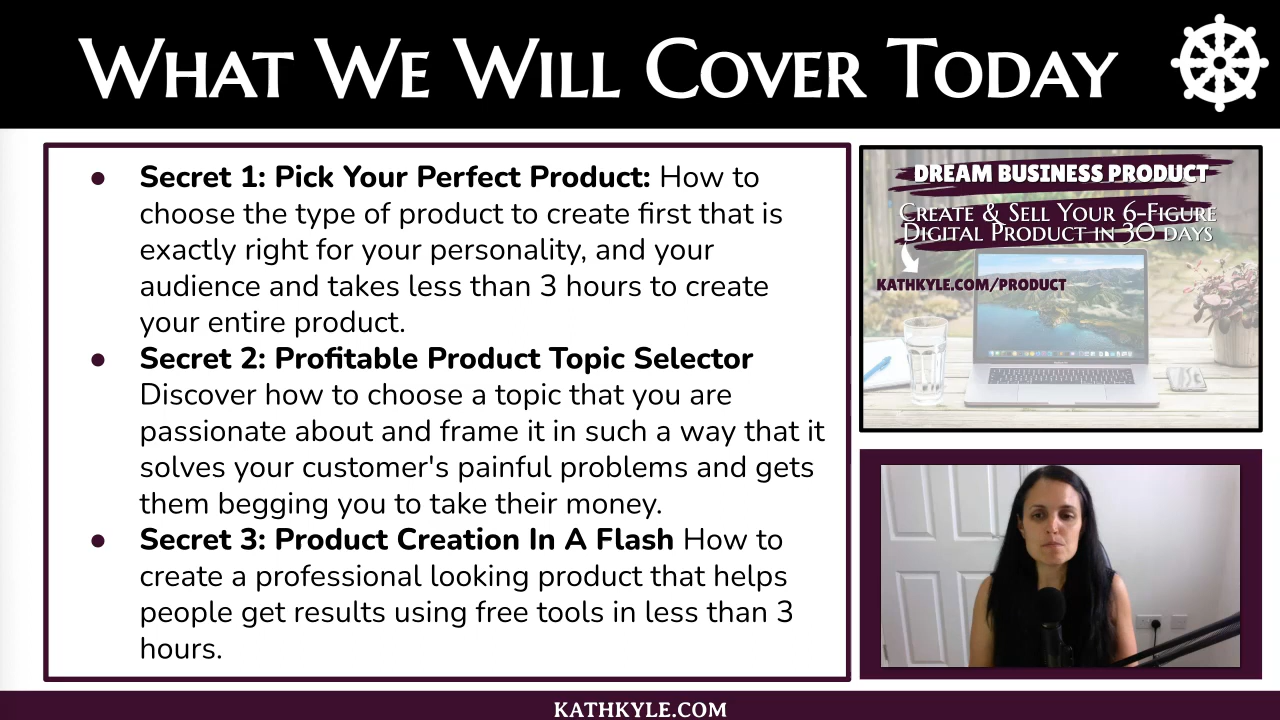 What We Will Cover Today
Secret 1: Pick Your Perfect Product: How to
choose the type of product to create first that is
exactly right for your personality, and your
audience and takes less than 3 hours to create
your entire product.
Secret 2: Profitable Product Topic Selector
Discover how to choose a topic that you are
passionate about and frame it in such a way that it
solves your customer's painful problems and gets
them begging you to take their money.
Secret 3: Product Creation In A Flash How to
create a professional looking product that helps
people get results using free tools in less than 3
hours.
DREAM BUSINESS PRODUCT
Create & Sell Your 6-Figure
Digital Product in 30 days
KATHKYLE.COM/PRODUCT
KATHKYLE.COM